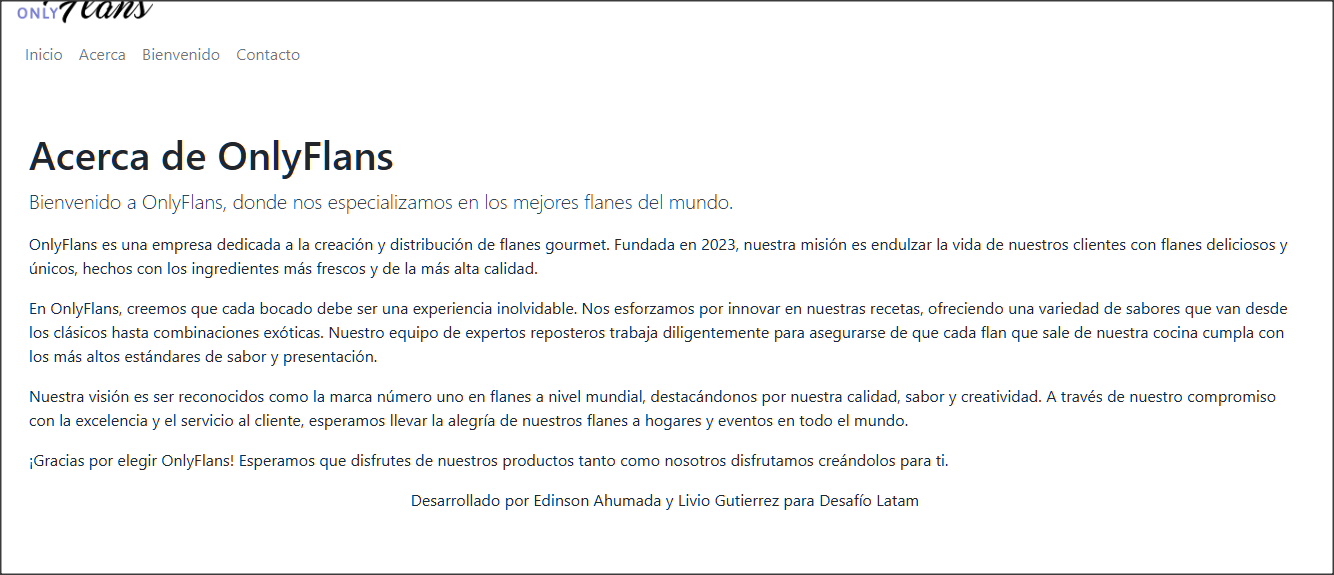 ONLY Flans
Inicio Acerca Bienvenido Contacto
Acerca de OnlyFlans
Bienvenido a OnlyFlans, donde nos especializamos en los mejores flanes del mundo.
OnlyFlans es una empresa dedicada a la creación y distribución de flanes gourmet. Fundada en 2023, nuestra misión es endulzar la vida de nuestros clientes con flanes deliciosos y
únicos, hechos con los ingredientes más frescos y de la más alta calidad.
En OnlyFlans, creemos que cada bocado debe ser una experiencia inolvidable. Nos esforzamos por innovar en nuestras recetas, ofreciendo una variedad de sabores que van desde
los clásicos hasta combinaciones exóticas. Nuestro equipo de expertos reposteros trabaja diligentemente para asegurarse de que cada flan que sale de nuestra cocina cumpla con
los más altos estándares de sabor y presentación.
Nuestra visión es ser reconocidos como la marca número uno en flanes a nivel mundial, destacándonos por nuestra calidad, sabor y creatividad. A través de nuestro compromiso
con la excelencia y el servicio al cliente, esperamos llevar la alegría de nuestros flanes a hogares y eventos en todo el mundo.
¡Gracias por elegir OnlyFlans! Esperamos que disfrutes de nuestros productos tanto como nosotros disfrutamos creándolos para ti.
Desarrollado por Edinson Ahumada y Livio Gutierrez para Desafío Latam